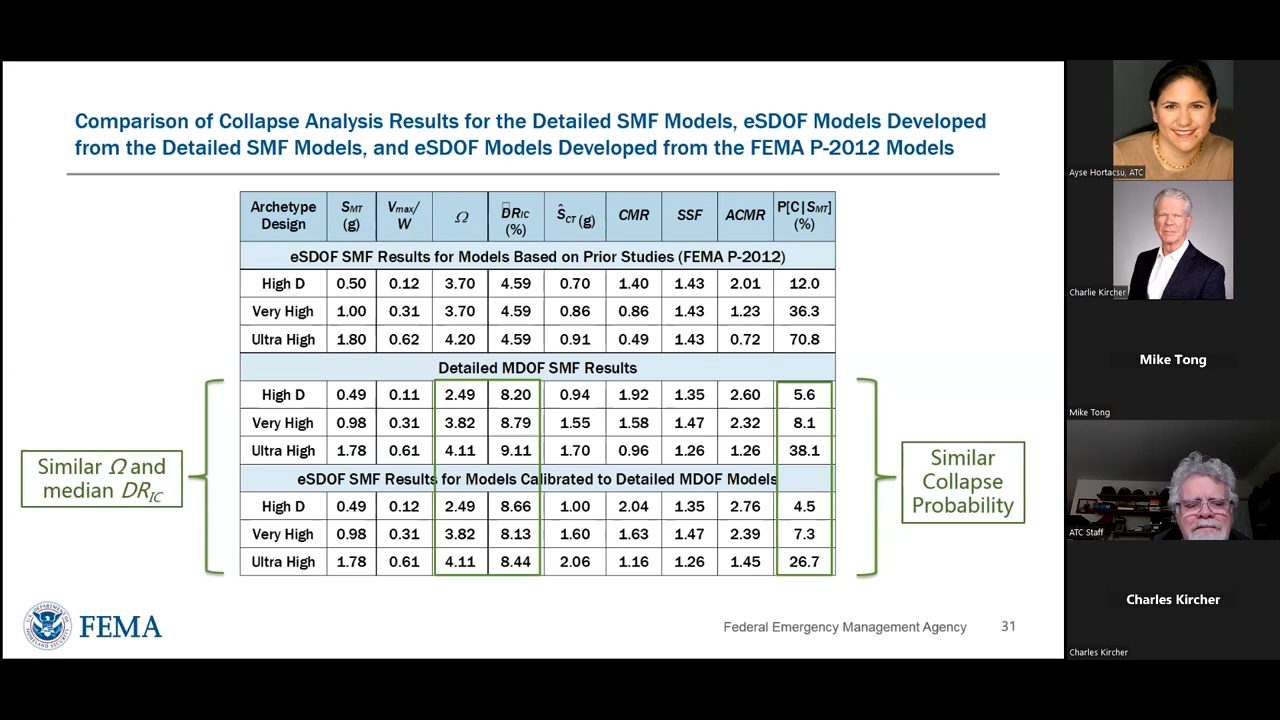 Comparison of Collapse Analysis Results for the Detailed SMF Models, eSDOF Models Developed
from the Detailed SMF Models, and eSDOF Models Developed from the FEMA P-2012 Models
Archetype Design SMT (g) Vmax/ W Ω DRIC (%) ŜCT (g) CMR SSF ACMR P[C|SMT] (%)
eSDOF SMF Results for Models Based on Prior Studies (FEMA P-2012)
High D 0.50 0.12 3.70 4.59 0.70 1.40 1.43 2.01 12.0
Very High 1.00 0.31 3.70 4.59 0.86 0.86 1.43 1.23 36.3
Ultra High 1.80 0.62 4.20 4.59 0.91 0.49 1.43 0.72 70.8
Detailed MDOF SMF Results
High D 0.49 0.11 2.49 8.20 0.94 1.92 1.35 2.60 5.6
Very High 0.98 0.31 3.82 8.79 1.55 1.58 1.47 2.32 8.1
Ultra High 1.78 0.61 4.11 9.11 1.70 0.96 1.26 1.26 38.1
eSDOF SMF Results for Models Calibrated to Detailed MDOF Models
High D 0.49 0.12 2.49 8.66 1.00 2.04 1.35 2.76 4.5
Very High 0.98 0.31 3.82 8.13 1.60 1.63 1.47 2.39 7.3
Ultra High 1.78 0.61 4.11 8.44 2.06 1.16 1.26 1.45 26.7
Similar Ω and
median DRIC
Similar
Collapse
Probability
FEMA
Federal Emergency Management Agency 31
Ayse Hortacsu, ATC
Charlie Kircher
Mike Tong
Mike Tong
ATC Staff
Charles Kircher
Charles Kircher